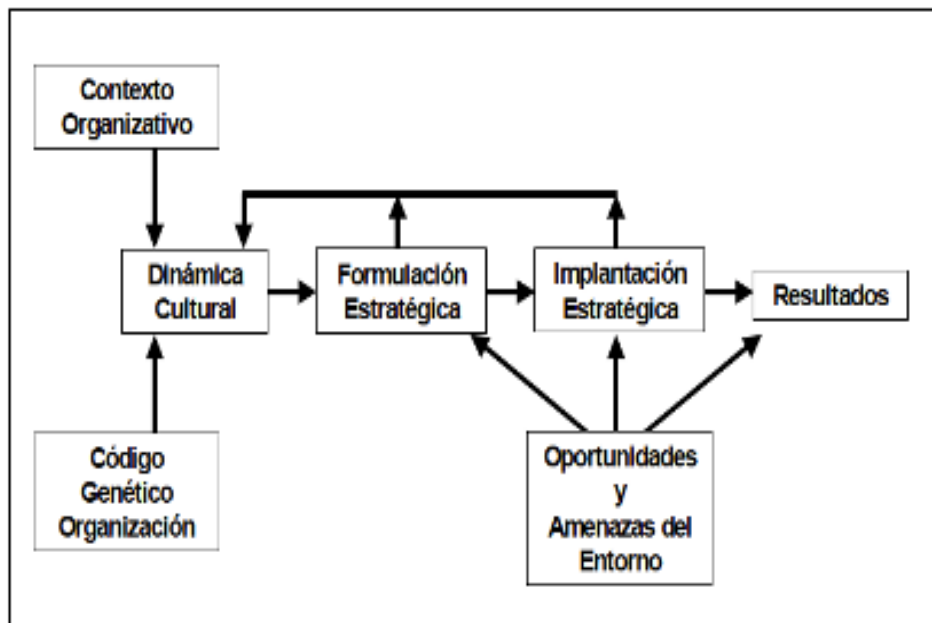 Contexto
Organizativo
Dinámica
Cultural
Formulación
Estratégica
Implantación
Estratégica
Resultados
Código
Genético
Organización
Oportunidades
y
Amenazas del
Entorno